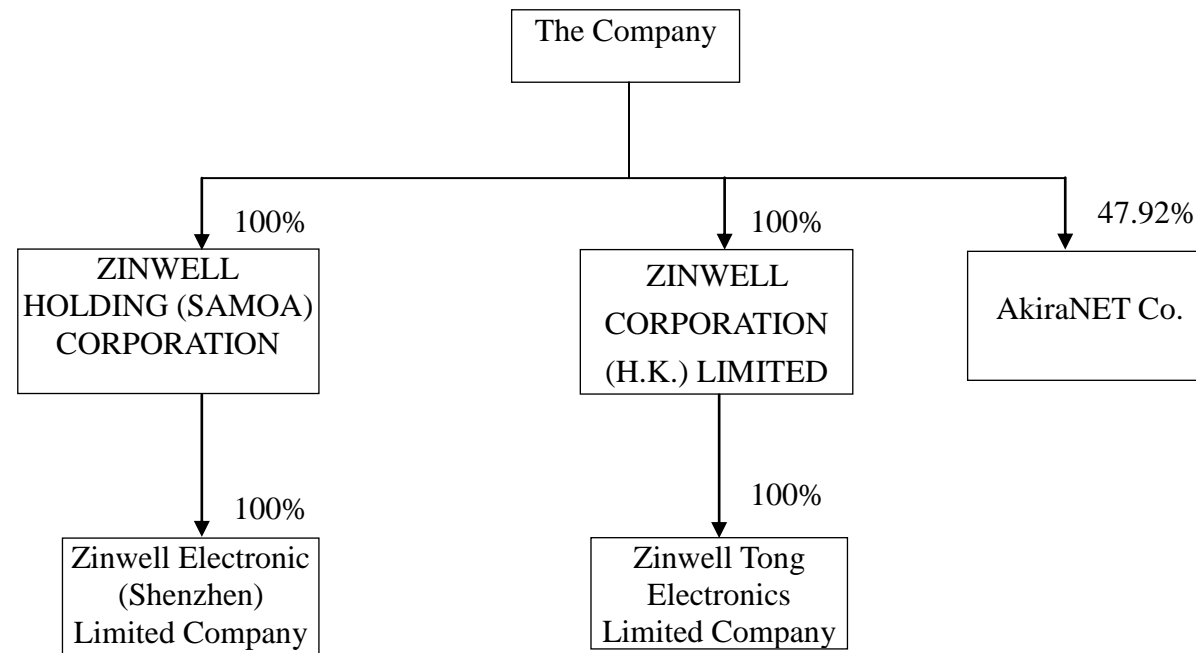 The Company
100%
100%
47.92%
ZINWELL
HOLDING (SAMOA)
CORPORATION
ZINWELL
CORPORATION
(H.K.) LIMITED
AkiraNET Co.
100%
100%
Zinwell Electronic
(Shenzhen)
Limited Company
Zinwell Tong
Electronics
Limited Company